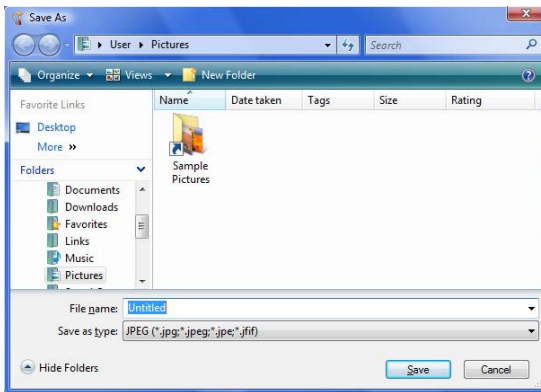 Save As
User ▸ Pictures
Search
Organize Views New Folder
Favorite Links
Desktop
More »
Folders
Documents
Downloads
Favorites
Links
Music
Pictures
Name Date taken Tags Size Rating
Sample
Pictures
File name: Untitled
Save as type: JPEG (*.jpg;*.jpeg;*.jpe;*.jfif)
Hide Folders
Save Cancel